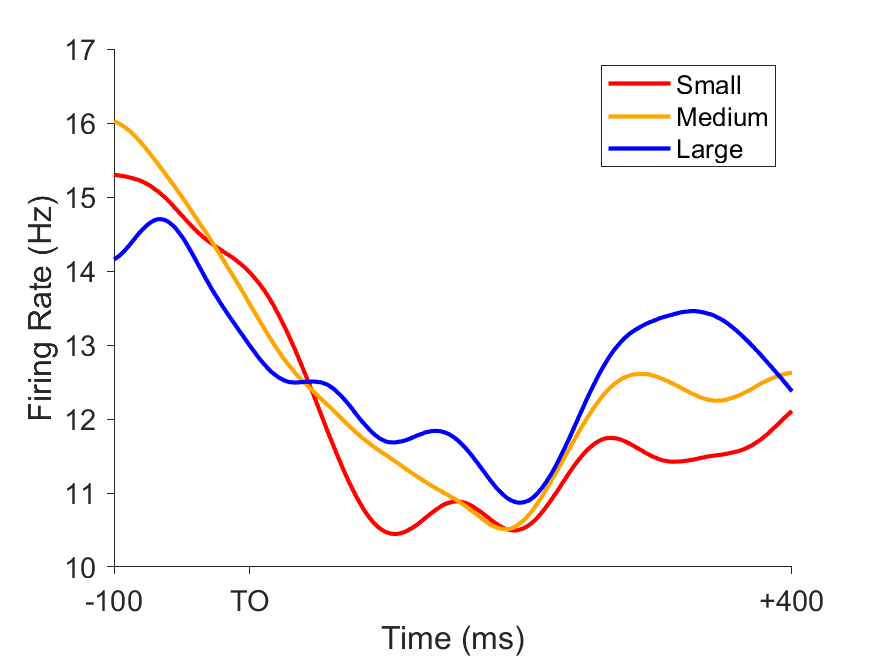 17
16
15
14
13
12
11
10
Firing Rate (Hz)
Small
Medium
Large
-100 TO +400
Time (ms)